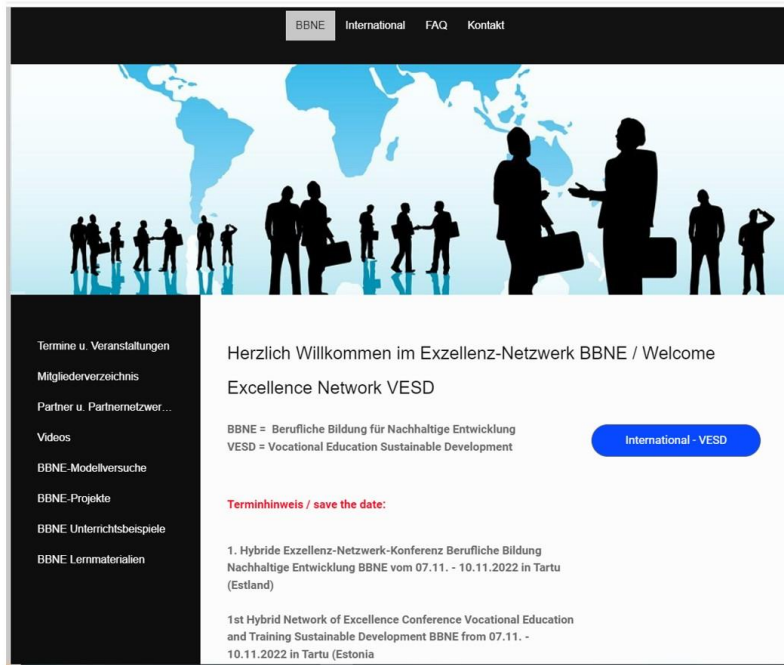 BBNE International FAQ Kontakt
Termine u. Veranstaltungen
Mitgliederverzeichnis
Partner u. Partnernetzwer...
Videos
BBNE-Modellversuche
BBNE-Projekte
BBNE Unterrichtsbeispiele
BBNE Lernmaterialien
Herzlich Willkommen im Exzellenz-Netzwerk BBNE / Welcome
Excellence Network VESD
BBNE = Berufliche Bildung für Nachhaltige Entwicklung
VESD = Vocational Education Sustainable Development
International - VESD
Terminhinweis / save the date:
1. Hybride Exzellenz-Netzwerk-Konferenz Berufliche Bildung
Nachhaltige Entwicklung BBNE vom 07.11. - 10.11.2022 in Tartu
(Estland)
1st Hybrid Network of Excellence Conference Vocational Education
and Training Sustainable Development BBNE from 07.11. -
10.11.2022 in Tartu (Estonia